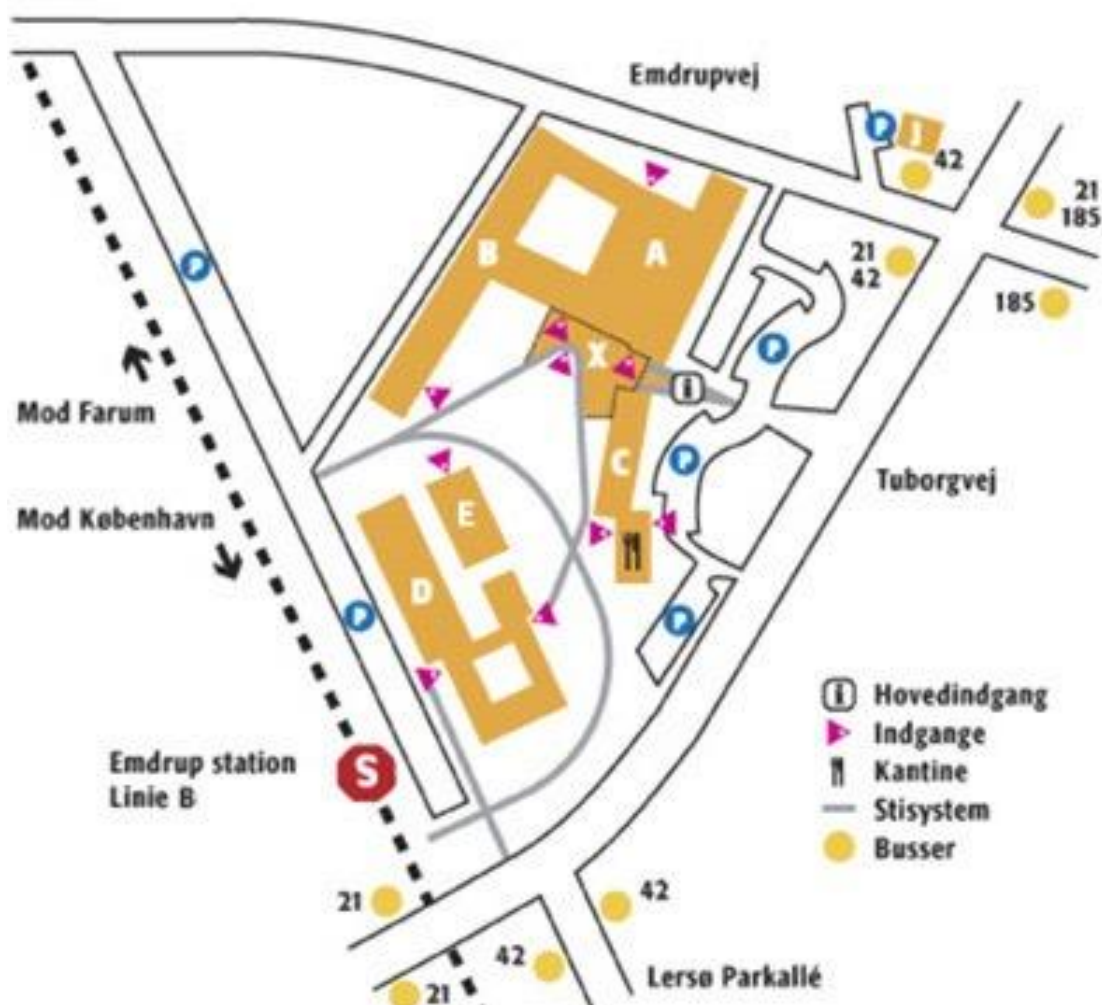 Emdrupvej
P
J
42
21
185
B
A
21
42
185
P
X
P
i
Mod Farum
C
P
Tuborgvej
Mod København
E
D
P
P
Hovedindgang
Indgange
Kantine
Stisystem
Busser
Emdrup station
Linie B
S
21
42
42
21
Lersø Parkallé